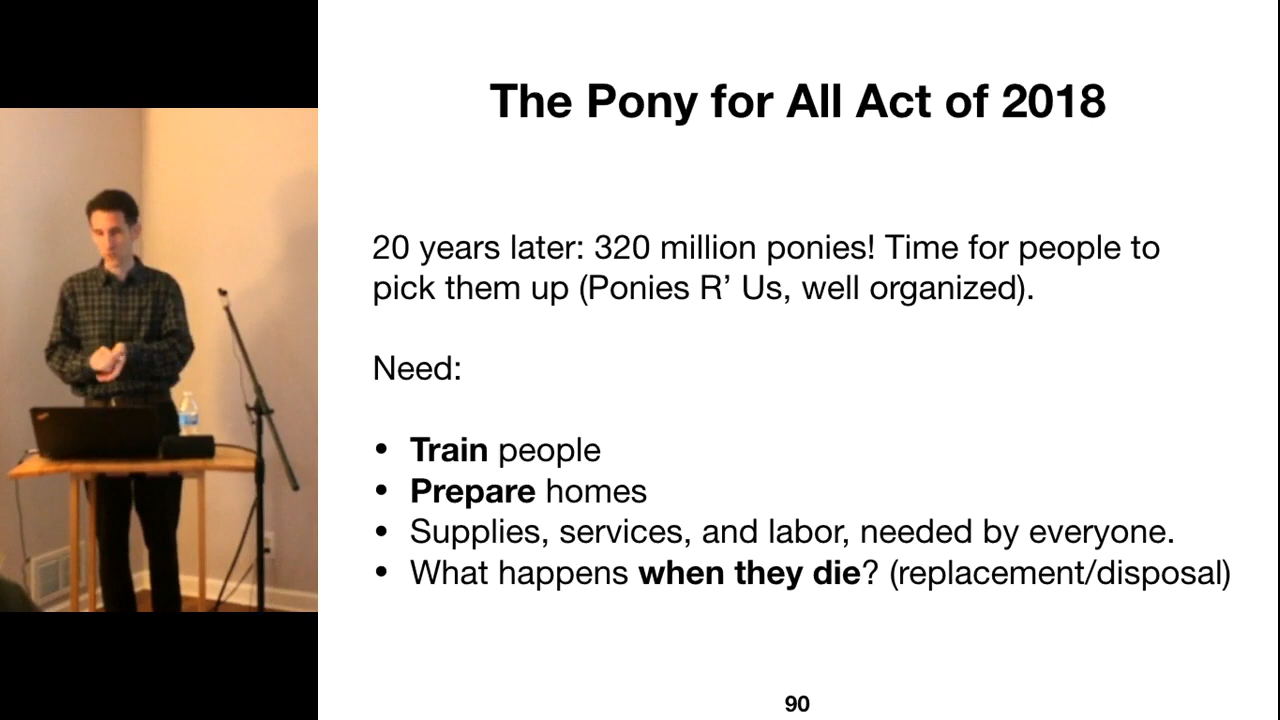 The Pony for All Act of 2018
20 years later: 320 million ponies! Time for people to
pick them up (Ponies R’ Us, well organized).
Need:
• Train people
• Prepare homes
• Supplies, services, and labor, needed by everyone.
• What happens when they die? (replacement/disposal)
90